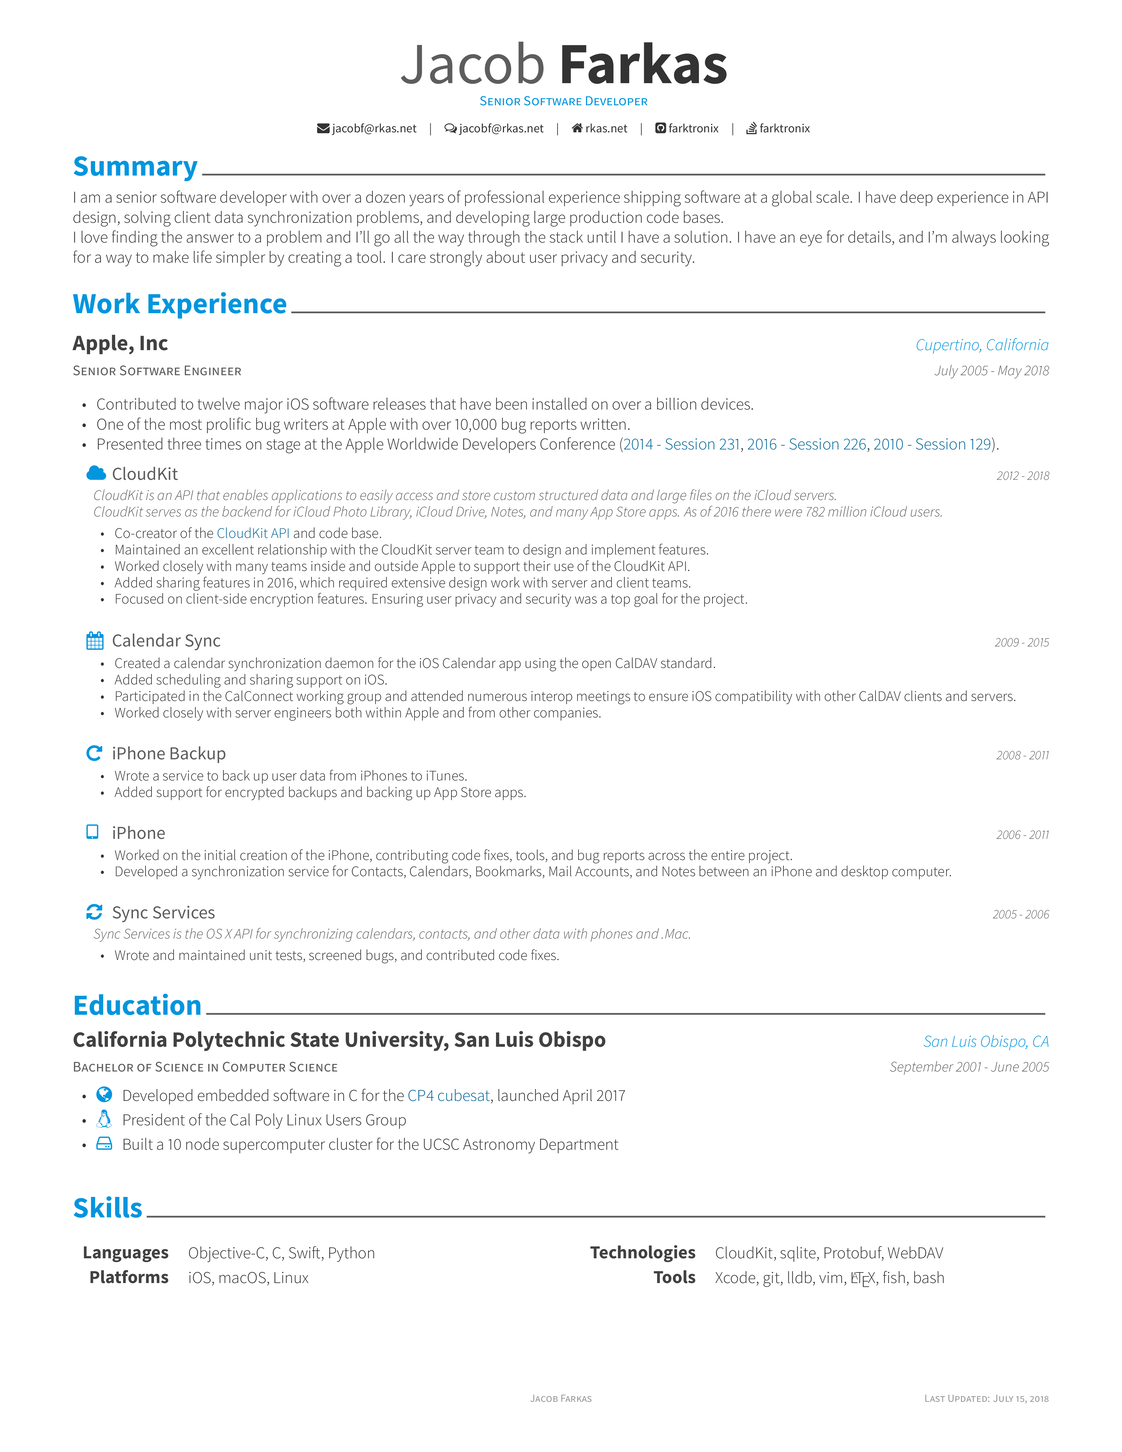 Jacob Farkas
Senior Software Developer
jacobf@rkas.net | jacobf@rkas.net | rkas.net | farktronix | farktronix
Summary
I am a senior software developer with over a dozen years of professional experience shipping software at a global scale. I have deep experience in API
design, solving client data synchronization problems, and developing large production code bases.
I love finding the answer to a problem and I'll go all the way through the stack until I have a solution. I have an eye for details, and I'm always looking
for a way to make life simpler by creating a tool. I care strongly about user privacy and security.
Work Experience
Apple, Inc Cupertino, California
Senior Software Engineer July 2005 - May 2018
• Contributed to twelve major iOS software releases that have been installed on over a billion devices.
• One of the most prolific bug writers at Apple with over 10,000 bug reports written.
• Presented three times on stage at the Apple Worldwide Developers Conference (2014 - Session 231, 2016 - Session 226, 2010 - Session 129).
CloudKit 2012 - 2018
CloudKit is an API that enables applications to easily access and store custom structured data and large files on the iCloud servers.
CloudKit serves as the backend for iCloud Photo Library, iCloud Drive, Notes, and many App Store apps. As of 2016 there were 782 million iCloud users.
• Co-creator of the CloudKit API and code base.
• Maintained an excellent relationship with the CloudKit server team to design and implement features.
• Worked closely with many teams inside and outside Apple to support their use of the CloudKit API.
• Added sharing features in 2016, which required extensive design work with server and client teams.
• Focused on client-side encryption features. Ensuring user privacy and security was a top goal for the project.
Calendar Sync 2009 - 2015
• Created a calendar synchronization daemon for the iOS Calendar app using the open CalDAV standard.
• Added scheduling and sharing support on iOS.
• Participated in the CalConnect working group and attended numerous interop meetings to ensure iOS compatibility with other CalDAV clients and servers.
• Worked closely with server engineers both within Apple and from other companies.
iPhone Backup 2008 - 2011
• Wrote a service to back up user data from iPhones to iTunes.
• Added support for encrypted backups and backing up App Store apps.
iPhone 2006 - 2011
• Worked on the initial creation of the iPhone, contributing code fixes, tools, and bug reports across the entire project.
• Developed a synchronization service for Contacts, Calendars, Bookmarks, Mail Accounts, and Notes between an iPhone and desktop computer.
Sync Services 2005 - 2006
Sync Services is the OS X API for synchronizing calendars, contacts, and other data with phones and .Mac.
• Wrote and maintained unit tests, screened bugs, and contributed code fixes.
Education
California Polytechnic State University, San Luis Obispo San Luis Obispo, CA
Bachelor of Science in Computer Science September 2001 - June 2005
• Developed embedded software in C for the CP4 cubesat, launched April 2017
• President of the Cal Poly Linux Users Group
• Built a 10 node supercomputer cluster for the UCSC Astronomy Department
Skills
Languages Objective-C, C, Swift, Python Technologies CloudKit, sqlite, Protobuf, WebDAV
Platforms iOS, macOS, Linux Tools Xcode, git, lldb, vim, LATEX, fish, bash
Jacob Farkas Last Updated: July 15, 2018